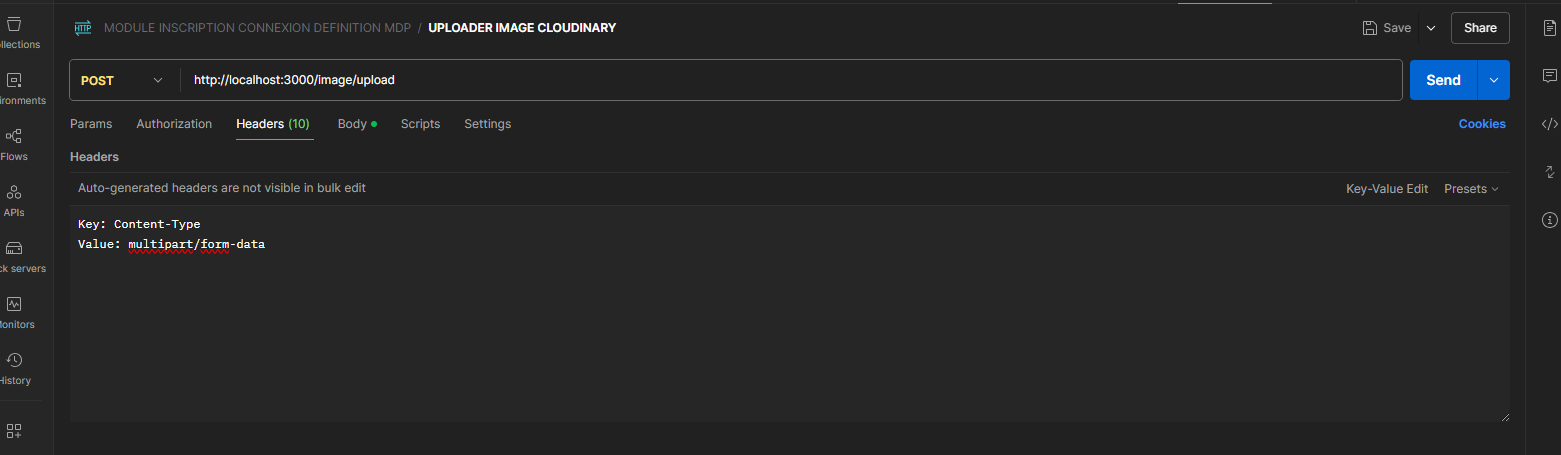 HTTP MODULE INSCRIPTION CONNEXION DEFINITION MDP / UPLOADER IMAGE CLOUDINARY Save Share
POST http://localhost:3000/image/upload Send
Params Authorization Headers (10) Body Scripts Settings Cookies
Headers
Auto-generated headers are not visible in bulk edit Key-Value Edit Presets
Key: Content-Type
Value: multipart/form-data
llections
ironments
Flows
APIs
ck servers
Monitors
History